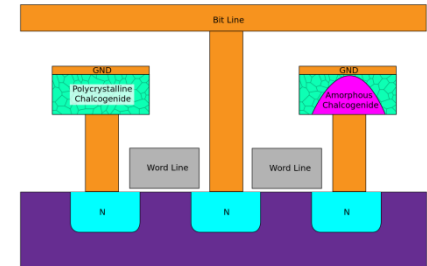 Bit Line
GND
GND
Polycrystalline
Chalcogenide
Amorphous
Chalcogenide
Word Line
Word Line
N
N
N